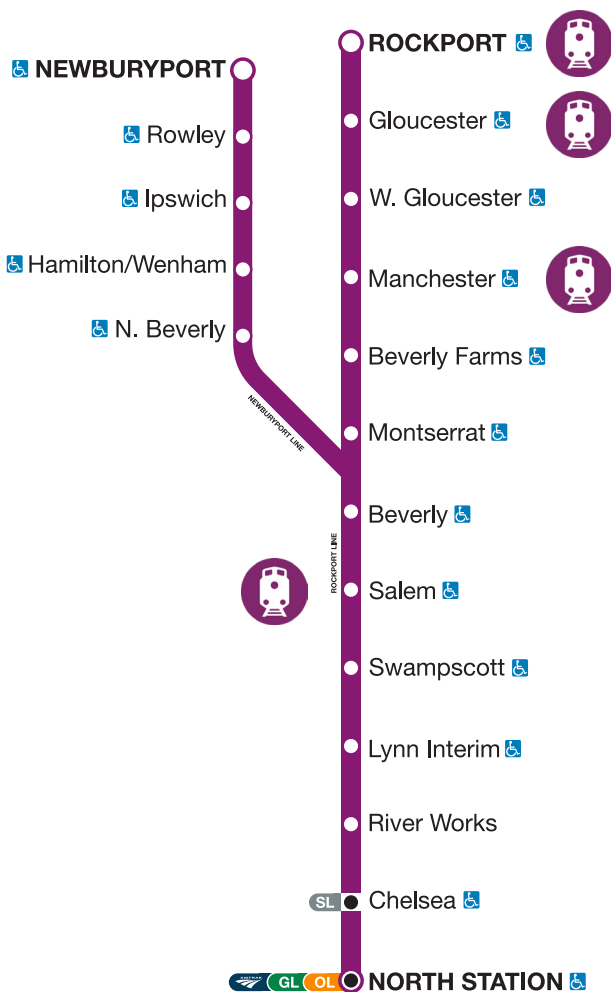 ROCKPORT
NEWBURYPORT
Gloucester
Rowley
Ipswich
W. Gloucester
Hamilton/Wenham
Manchester
N. Beverly
Beverly Farms
NEWBURYPORT LINE
Montserrat
Beverly
ROCKPORT LINE
Salem
Swampscott
Lynn Interim
River Works
SL Chelsea
AMTRAK GL OL NORTH STATION